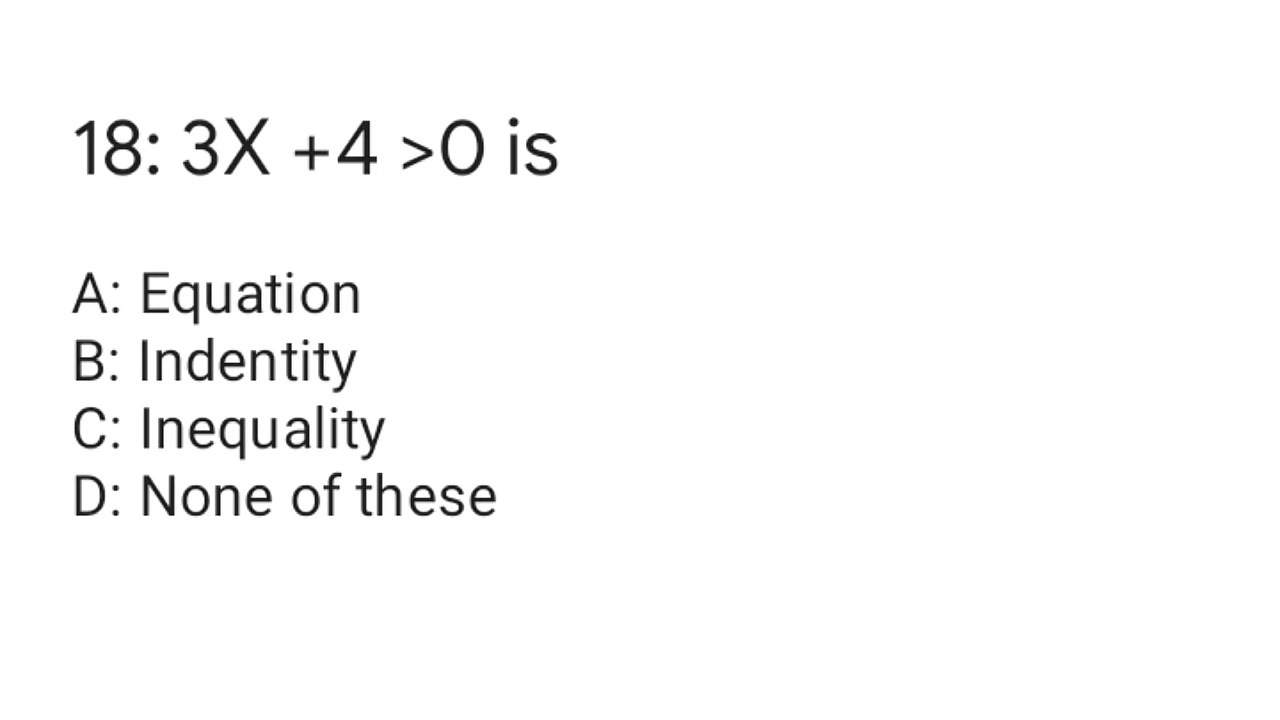 18: 3X +4 >0 is
A: Equation
B: Indentity
C: Inequality
D: None of these